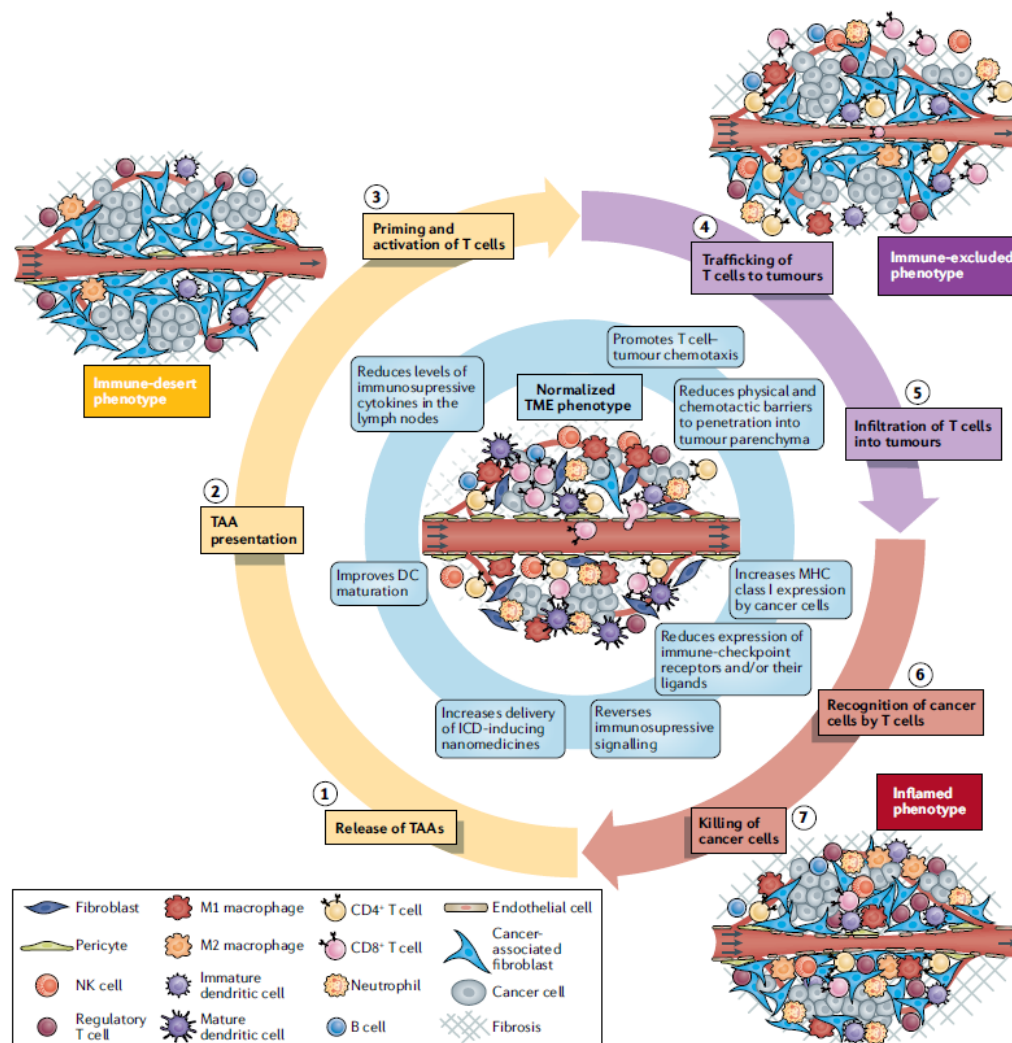 3
Priming and
activation of T cells
4
Trafficking of
T cells to tumours
Immune-excluded
phenotype
Immune-desert
phenotype
Reduces levels of
immunosupressive
cytokines in the
lymph nodes
Normalized
TME phenotype
Promotes T cell–
tumour chemotaxis
Reduces physical and
chemotactic barriers
to penetration into
tumour parenchyma
5
Infiltration of T cells
into tumours
2
TAA
presentation
Improves DC
maturation
Increases MHC
class I expression
by cancer cells
Reduces expression of
immune-checkpoint
receptors and/or their
ligands
Increases delivery
of ICD-inducing
nanomedicines
Reverses
immunosupressive
signalling
6
Recognition of cancer
cells by T cells
1
Release of TAAs
Killing of
cancer cells
7
Inflamed
phenotype
Fibroblast
M1 macrophage
CD4⁺ T cell
Endothelial cell
Pericyte
M2 macrophage
CD8⁺ T cell
Cancer-
associated
fibroblast
NK cell
Immature
dendritic cell
Neutrophil
Cancer cell
Regulatory
T cell
Mature
dendritic cell
B cell
Fibrosis